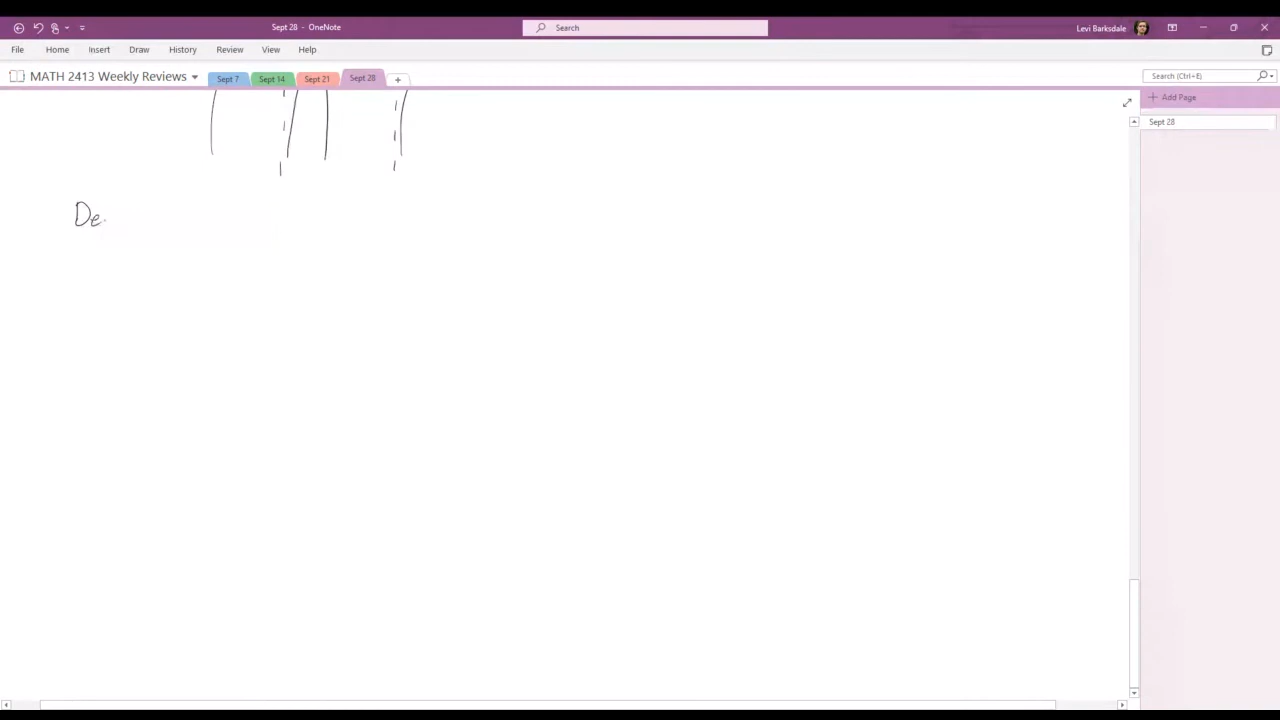 Sept 28 - OneNote
Search
Levi Barksdale
File Home Insert Draw History Review View Help
MATH 2413 Weekly Reviews
Sept 7
Sept 14
Sept 21
Sept 28
+
Search (Ctrl+E)
Add Page
Sept 28
De